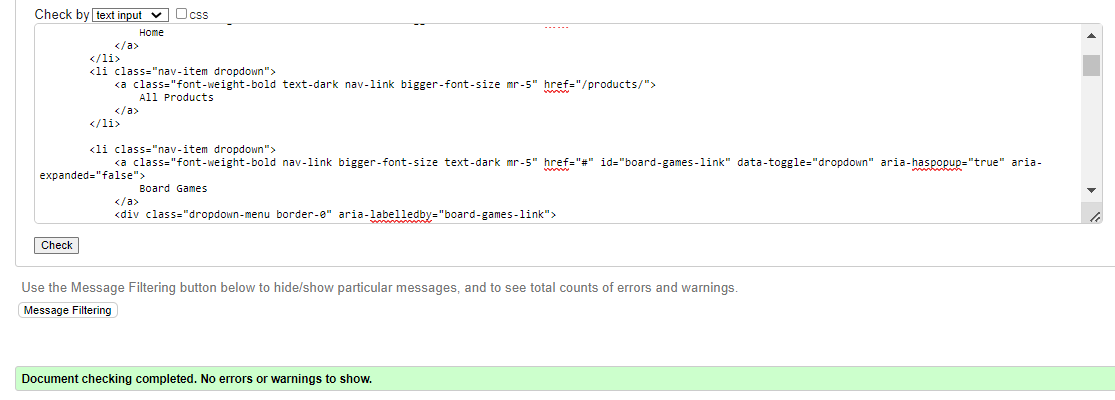 Check by text input css
Home
</a>
</li>
<li class="nav-item dropdown">
<a class="font-weight-bold text-dark nav-link bigger-font-size mr-5" href="/products/">
All Products
</a>
</li>
<li class="nav-item dropdown">
<a class="font-weight-bold nav-link bigger-font-size text-dark mr-5" href="#" id="board-games-link" data-toggle="dropdown" aria-haspopup="true" aria-
expanded="false">
Board Games
</a>
<div class="dropdown-menu border-0" aria-labelledby="board-games-link">
Check
Use the Message Filtering button below to hide/show particular messages, and to see total counts of errors and warnings.
Message Filtering
Document checking completed. No errors or warnings to show.